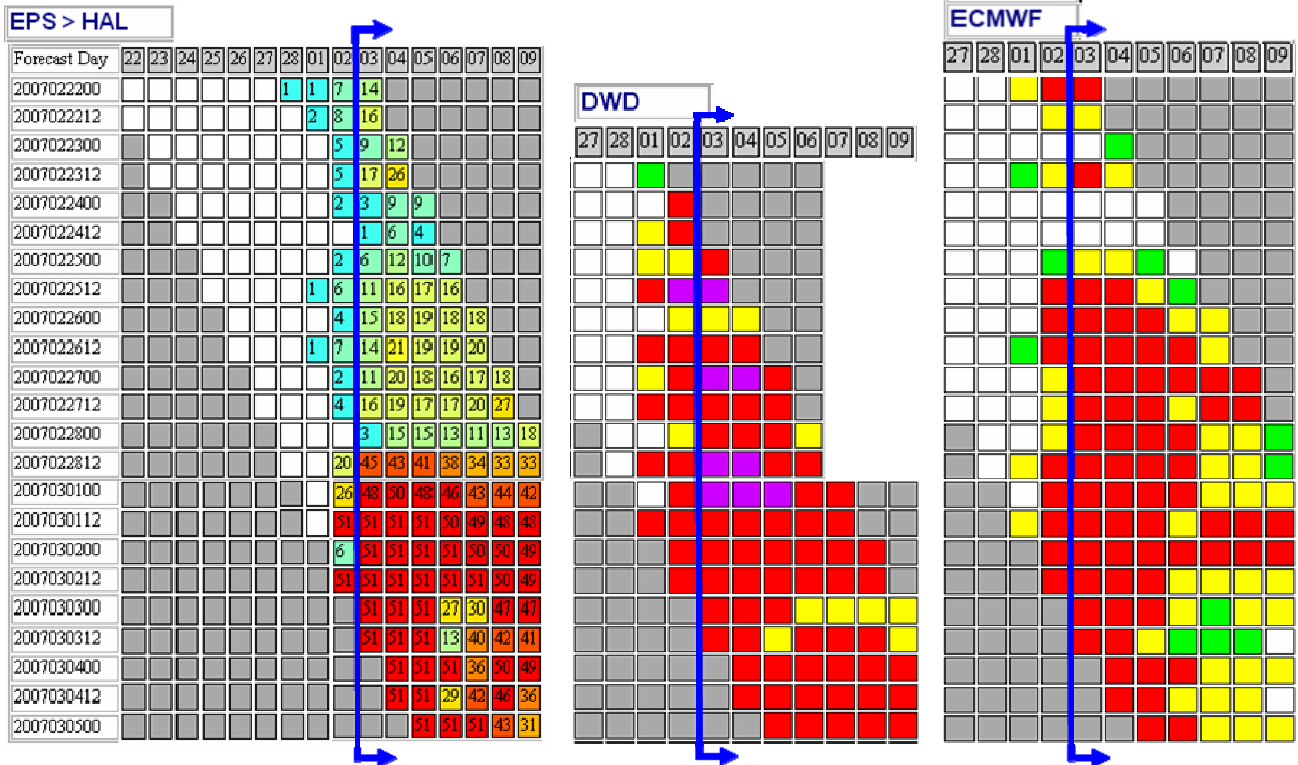 EPS > HAL
Forecast Day 22 23 24 25 26 27 28 01 02 03 04 05 06 07 08 09
2007022200 1 1 7 14
2007022212 2 8 16
2007022300 5 9 12
2007022312 5 17 26
2007022400 2 3 9 9
2007022412 1 6 4
2007022500 2 6 12 10 7
2007022512 1 6 11 16 17 16
2007022600 4 15 18 19 18 18
2007022612 1 7 14 21 19 19 20
2007022700 2 11 20 18 16 17 18
2007022712 4 16 19 17 17 20 27
2007022800 3 15 15 13 11 13 18
2007022812 20 45 43 41 38 34 33 33
2007030100 26 48 50 48 46 43 44 42
2007030112 51 51 51 51 50 49 48 48
2007030200 6 51 51 51 51 50 50 49
2007030212 51 51 51 51 51 51 50 49
2007030300 51 51 51 27 30 47 47
2007030312 51 51 51 13 40 42 41
2007030400 51 51 51 36 50 49
2007030412 51 51 29 42 46 36
2007030500 51 51 51 43 31
DWD
27 28 01 02 03 04 05 06 07 08 09
ECMWF
27 28 01 02 03 04 05 06 07 08 09